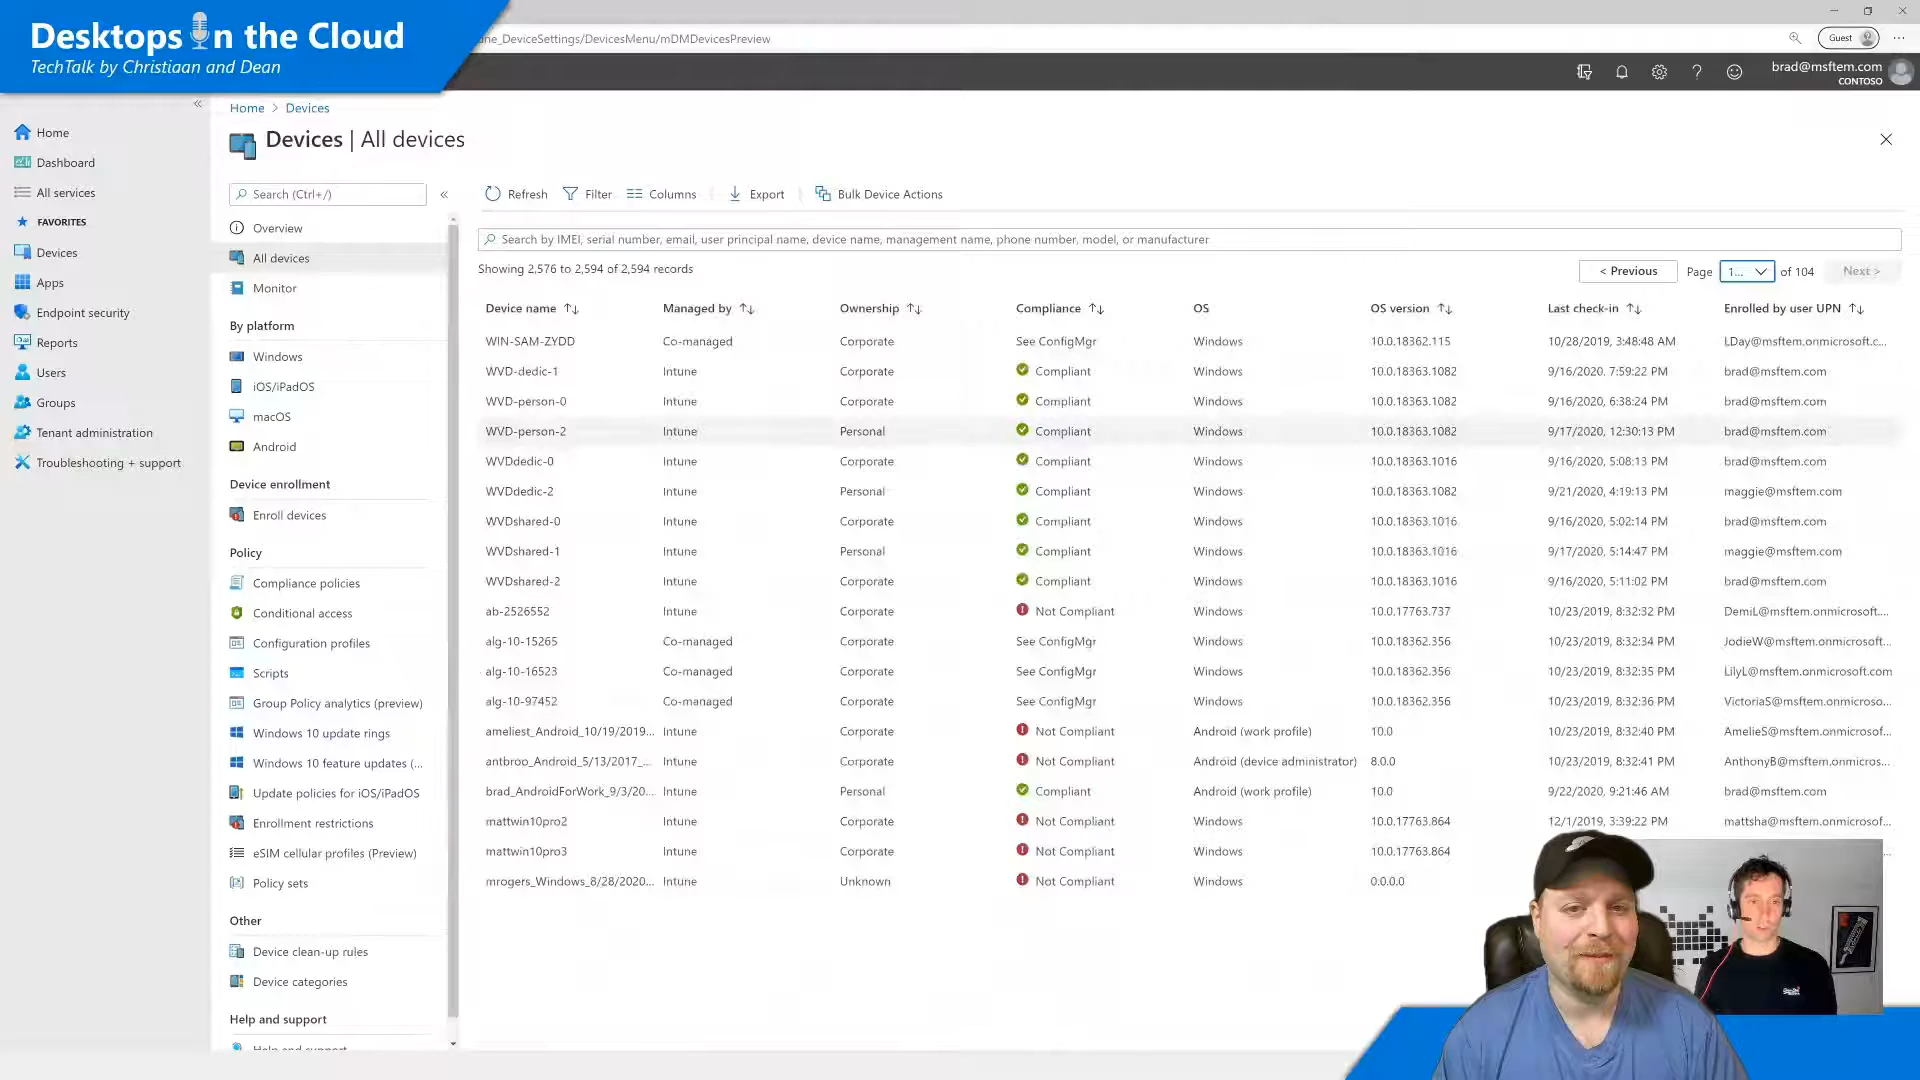 Desktops in the Cloud
TechTalk by Christiaan and Dean
ne_DeviceSettings/DevicesMenu/mDMDevicesPreview
Guest
brad@msftem.com
CONTOSO
Home
Dashboard
All services
FAVORITES
Devices
Apps
Endpoint security
Reports
Users
Groups
Tenant administration
Troubleshooting + support
Home > Devices
Devices | All devices
Search (Ctrl+/)
Overview
All devices
Monitor
By platform
Windows
iOS/iPadOS
macOS
Android
Device enrollment
Enroll devices
Policy
Compliance policies
Conditional access
Configuration profiles
Scripts
Group Policy analytics (preview)
Windows 10 update rings
Windows 10 feature updates (...
Update policies for iOS/iPadOS
Enrollment restrictions
eSIM cellular profiles (Preview)
Policy sets
Other
Device clean-up rules
Device categories
Help and support
Help and support
Refresh Filter Columns Export Bulk Device Actions
Search by IMEI, serial number, email, user principal name, device name, management name, phone number, model, or manufacturer
Showing 2,576 to 2,594 of 2,594 records
< Previous Page 1... of 104 Next >
Device name Managed by Ownership Compliance OS OS version Last check-in Enrolled by user UPN
WIN-SAM-ZYDD Co-managed Corporate See ConfigMgr Windows 10.0.18362.115 10/28/2019, 3:48:48 AM LDay@msftem.onmicrosoft.c...
WVD-dedic-1 Intune Corporate Compliant Windows 10.0.18363.1082 9/16/2020, 7:59:22 PM brad@msftem.com
WVD-person-0 Intune Corporate Compliant Windows 10.0.18363.1082 9/16/2020, 6:38:24 PM brad@msftem.com
WVD-person-2 Intune Personal Compliant Windows 10.0.18363.1082 9/17/2020, 12:30:13 PM brad@msftem.com
WVDdedic-0 Intune Corporate Compliant Windows 10.0.18363.1016 9/16/2020, 5:08:13 PM brad@msftem.com
WVDdedic-2 Intune Personal Compliant Windows 10.0.18363.1082 9/21/2020, 4:19:13 PM maggie@msftem.com
WVDshared-0 Intune Corporate Compliant Windows 10.0.18363.1016 9/16/2020, 5:02:14 PM brad@msftem.com
WVDshared-1 Intune Personal Compliant Windows 10.0.18363.1016 9/17/2020, 5:14:47 PM maggie@msftem.com
WVDshared-2 Intune Corporate Compliant Windows 10.0.18363.1016 9/16/2020, 5:11:02 PM brad@msftem.com
ab-2526552 Intune Corporate Not Compliant Windows 10.0.17763.737 10/23/2019, 8:32:32 PM DemiL@msftem.onmicrosoft....
alg-10-15265 Co-managed Corporate See ConfigMgr Windows 10.0.18362.356 10/23/2019, 8:32:34 PM JodieW@msftem.onmicrosoft...
alg-10-16523 Co-managed Corporate See ConfigMgr Windows 10.0.18362.356 10/23/2019, 8:32:35 PM LilyL@msftem.onmicrosoft.com
alg-10-97452 Co-managed Corporate See ConfigMgr Windows 10.0.18362.356 10/23/2019, 8:32:36 PM VictoriaS@msftem.onmicroso...
ameliest_Android_10/19/2019... Intune Corporate Not Compliant Android (work profile) 10.0 10/23/2019, 8:32:40 PM AmelieS@msftem.onmicrosof...
antbroo_Android_5/13/2017_... Intune Corporate Not Compliant Android (device administrator) 8.0.0 10/23/2019, 8:32:41 PM AnthonyB@msftem.onmicros...
brad_AndroidForWork_9/3/20... Intune Personal Compliant Android (work profile) 10.0 9/22/2020, 9:21:46 AM brad@msftem.com
mattwin10pro2 Intune Corporate Not Compliant Windows 10.0.17763.864 12/1/2019, 3:39:22 PM mattsha@msftem.onmicrosof...
mattwin10pro3 Intune Corporate Not Compliant Windows 10.0.17763.864
mrogers_Windows_8/28/2020... Intune Unknown Not Compliant Windows 0.0.0.0